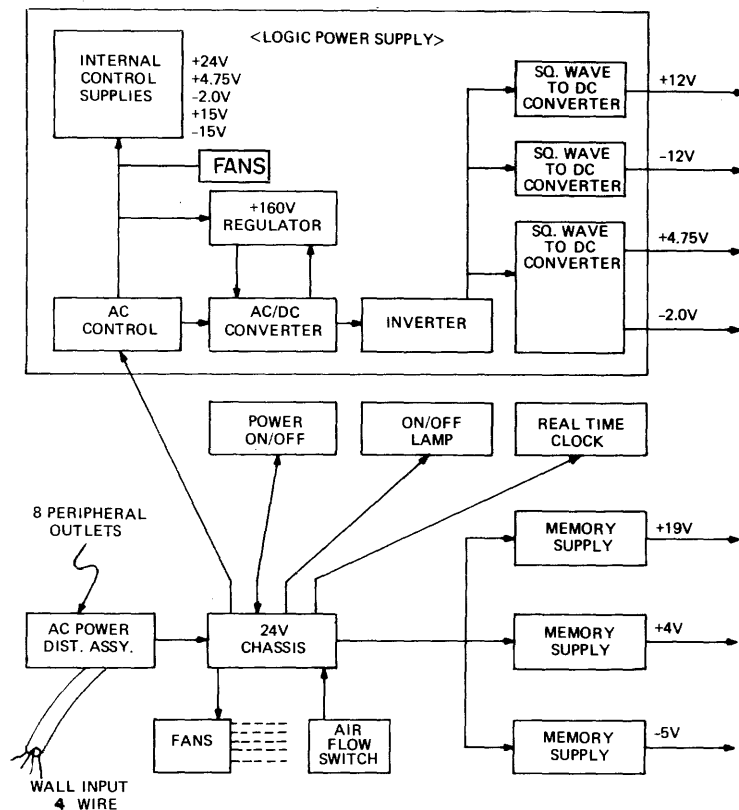 <LOGIC POWER SUPPLY>
INTERNAL
CONTROL
SUPPLIES
+24V
+4.75V
-2.0V
+15V
-15V
FANS
+160V
REGULATOR
AC
CONTROL
AC/DC
CONVERTER
INVERTER
SQ. WAVE
TO DC
CONVERTER
+12V
SQ. WAVE
TO DC
CONVERTER
-12V
SQ. WAVE
TO DC
CONVERTER
+4.75V
-2.0V
POWER
ON/OFF
ON/OFF
LAMP
REAL TIME
CLOCK
8 PERIPHERAL
OUTLETS
AC POWER
DIST. ASSY.
24V
CHASSIS
MEMORY
SUPPLY
+19V
MEMORY
SUPPLY
+4V
MEMORY
SUPPLY
-5V
FANS
AIR
FLOW
SWITCH
WALL INPUT
4 WIRE